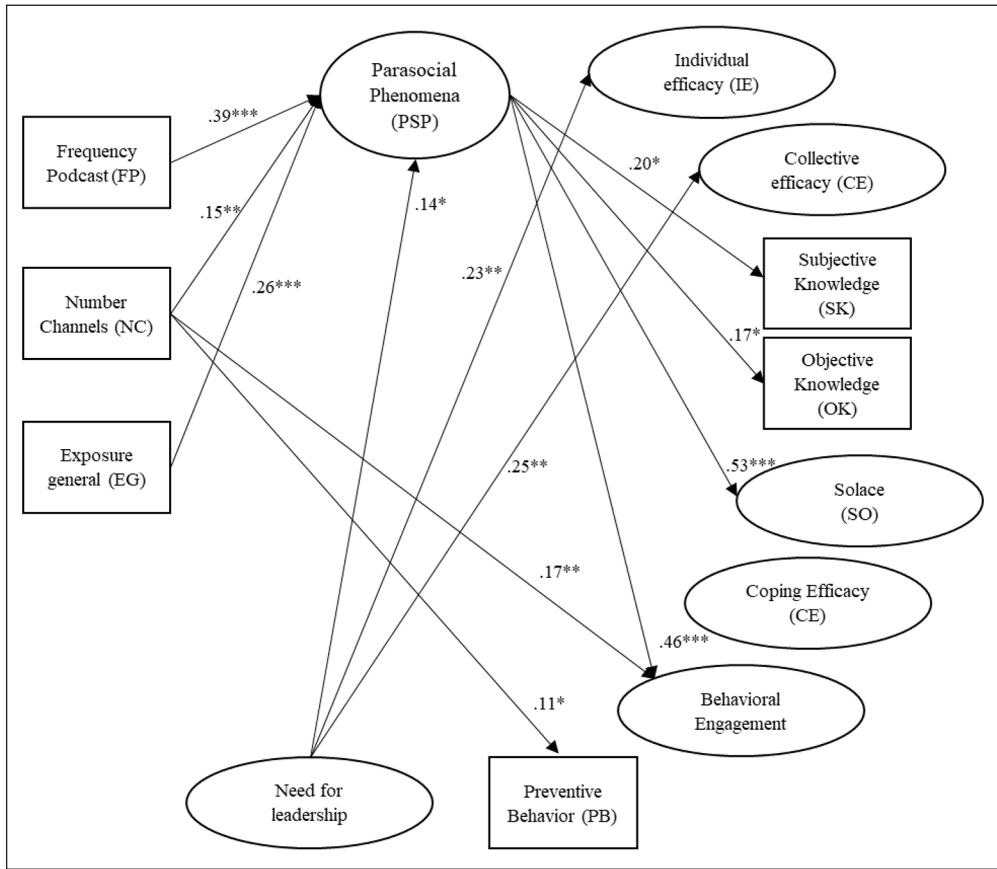 Parasocial
Phenomena
(PSP)
Individual
efficacy (IE)
.39***
Frequency
Podcast (FP)
Collective
efficacy (CE)
.20*
.14*
.15**
Subjective
Knowledge
(SK)
.23**
.26***
Number
Channels (NC)
.17*
Objective
Knowledge
(OK)
Exposure
general (EG)
.25**
.53***
Solace
(SO)
.17**
Coping Efficacy
(CE)
.46***
Behavioral
Engagement
.11*
Need for
leadership
Preventive
Behavior (PB)